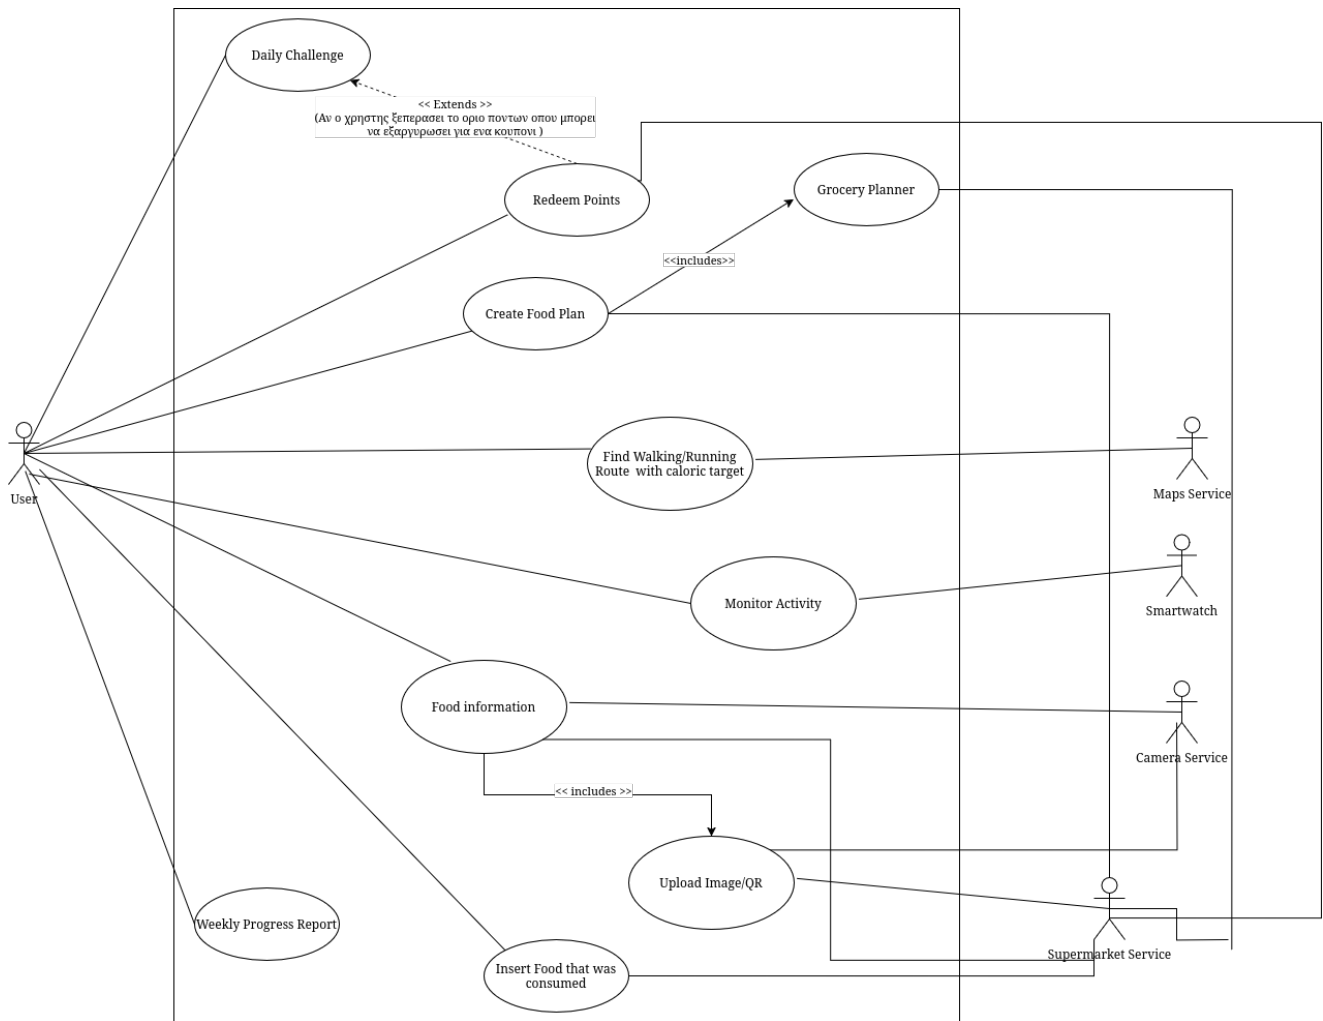 Daily Challenge
<< Extends >>
(Αν ο χρηστης ξεπερασει το οριο ποντων οπου μπορει
να εξαργυρωσει για ενα κουπονι )
Redeem Points
Grocery Planner
<<includes>>
Create Food Plan
Find Walking/Running
Route with caloric target
User
Maps Service
Monitor Activity
Smartwatch
Food information
Camera Service
<< includes >>
Upload Image/QR
Weekly Progress Report
Supermarket Service
Insert Food that was
consumed